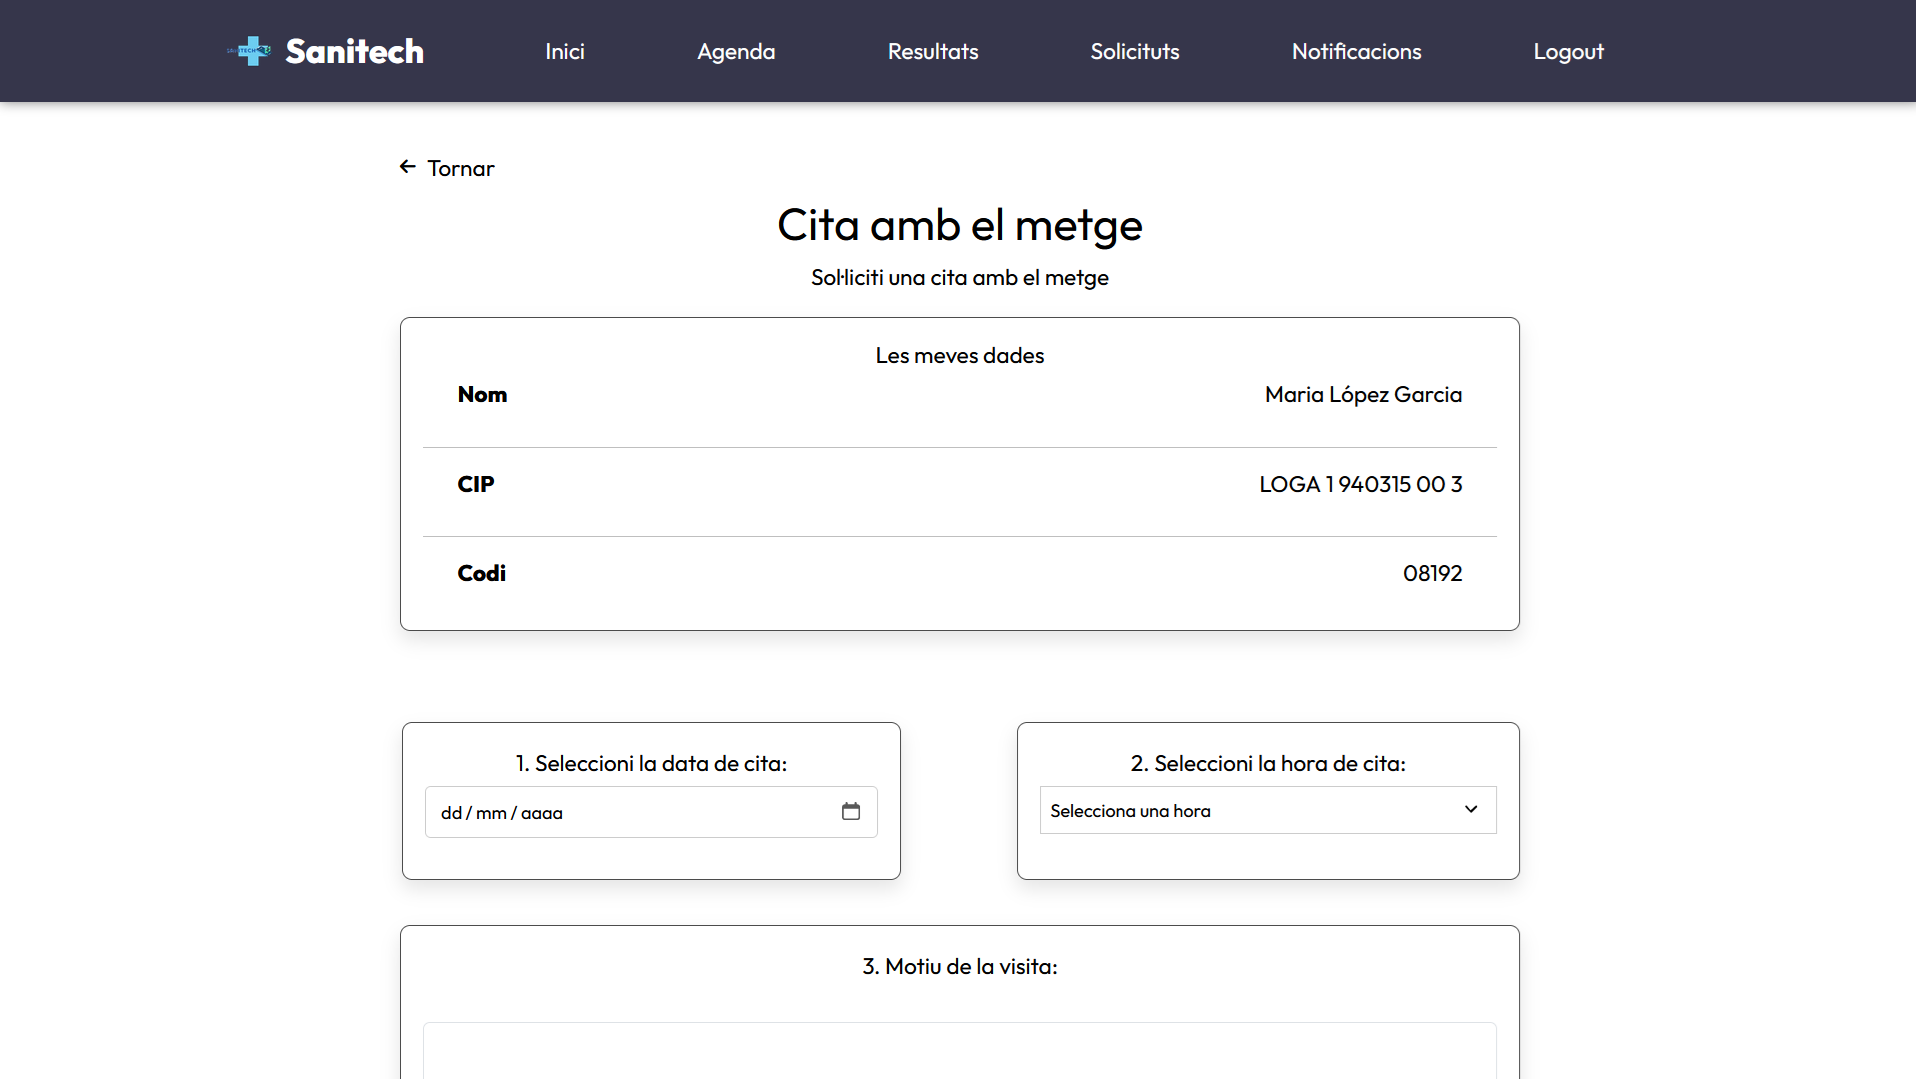 Sanitech
Inici
Agenda
Resultats
Solicituts
Notificacions
Logout
Tornar
Cita amb el metge
Sol·liciti una cita amb el metge
Les meves dades
Nom
Maria López Garcia
CIP
LOGA 1 940315 00 3
Codi
08192
1. Seleccioni la data de cita:
dd / mm / aaaa
2. Seleccioni la hora de cita:
Selecciona una hora
3. Motiu de la visita: